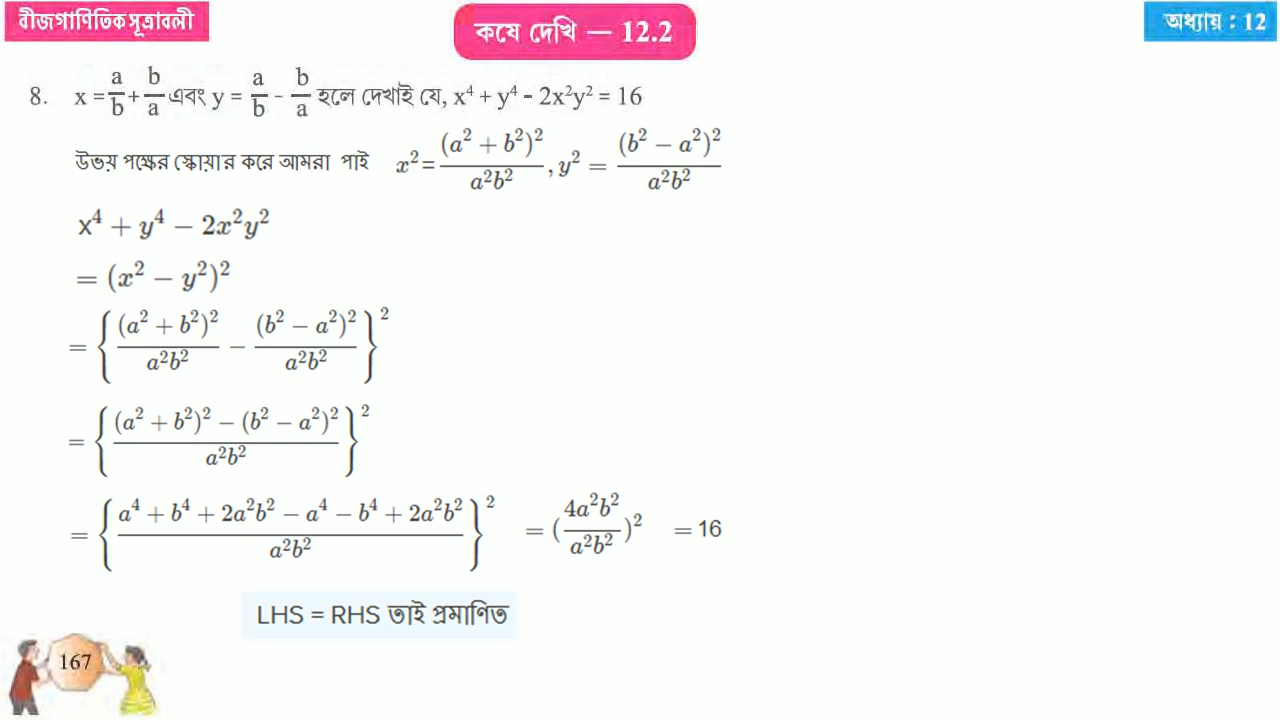 বীজগাণিতিক সূত্রাবলী
কষে দেখি — 12.2
অধ্যায় : 12
8. x = a/b + b/a এবং y = a/b - b/a হলে দেখাই যে, x⁴ + y⁴ - 2x²y² = 16
উভয় পক্ষের স্কোয়ার করে আমরা পাই x² = (a² + b²)²/a²b² , y² = (b² − a²)²/a²b²
x⁴ + y⁴ − 2x²y²
= (x² − y²)²
= {(a² + b²)²/a²b² − (b² − a²)²/a²b²}²
= {((a² + b²)² − (b² − a²)²)/a²b²}²
= {(a⁴ + b⁴ + 2a²b² − a⁴ − b⁴ + 2a²b²)/a²b²}² = (4a²b²/a²b²)² = 16
LHS = RHS তাই প্রমাণিত
167